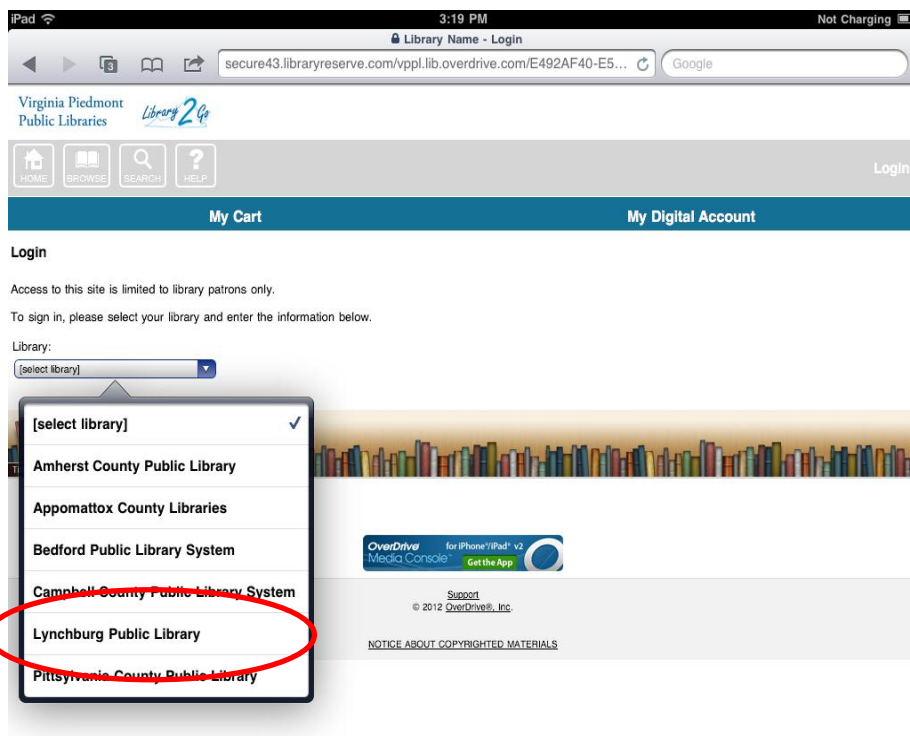 iPad 3:19 PM Not Charging
Library Name - Login
3 secure43.libraryreserve.com/vppl.lib.overdrive.com/E492AF40-E5... Google
Virginia Piedmont
Public Libraries
Library 2 Go
HOME BROWSE SEARCH ? HELP Login
My Cart My Digital Account
Login
Access to this site is limited to library patrons only.
To sign in, please select your library and enter the information below.
Library:
[select library]
[select library]
Amherst County Public Library
Appomattox County Libraries
Bedford Public Library System
Campbell County Public Library System
Lynchburg Public Library
Pittsylvania County Public Library
OverDrive for iPhone®/iPad® v2
Media Console™ Get the App
Support
© 2012 OverDrive®, Inc.
NOTICE ABOUT COPYRIGHTED MATERIALS